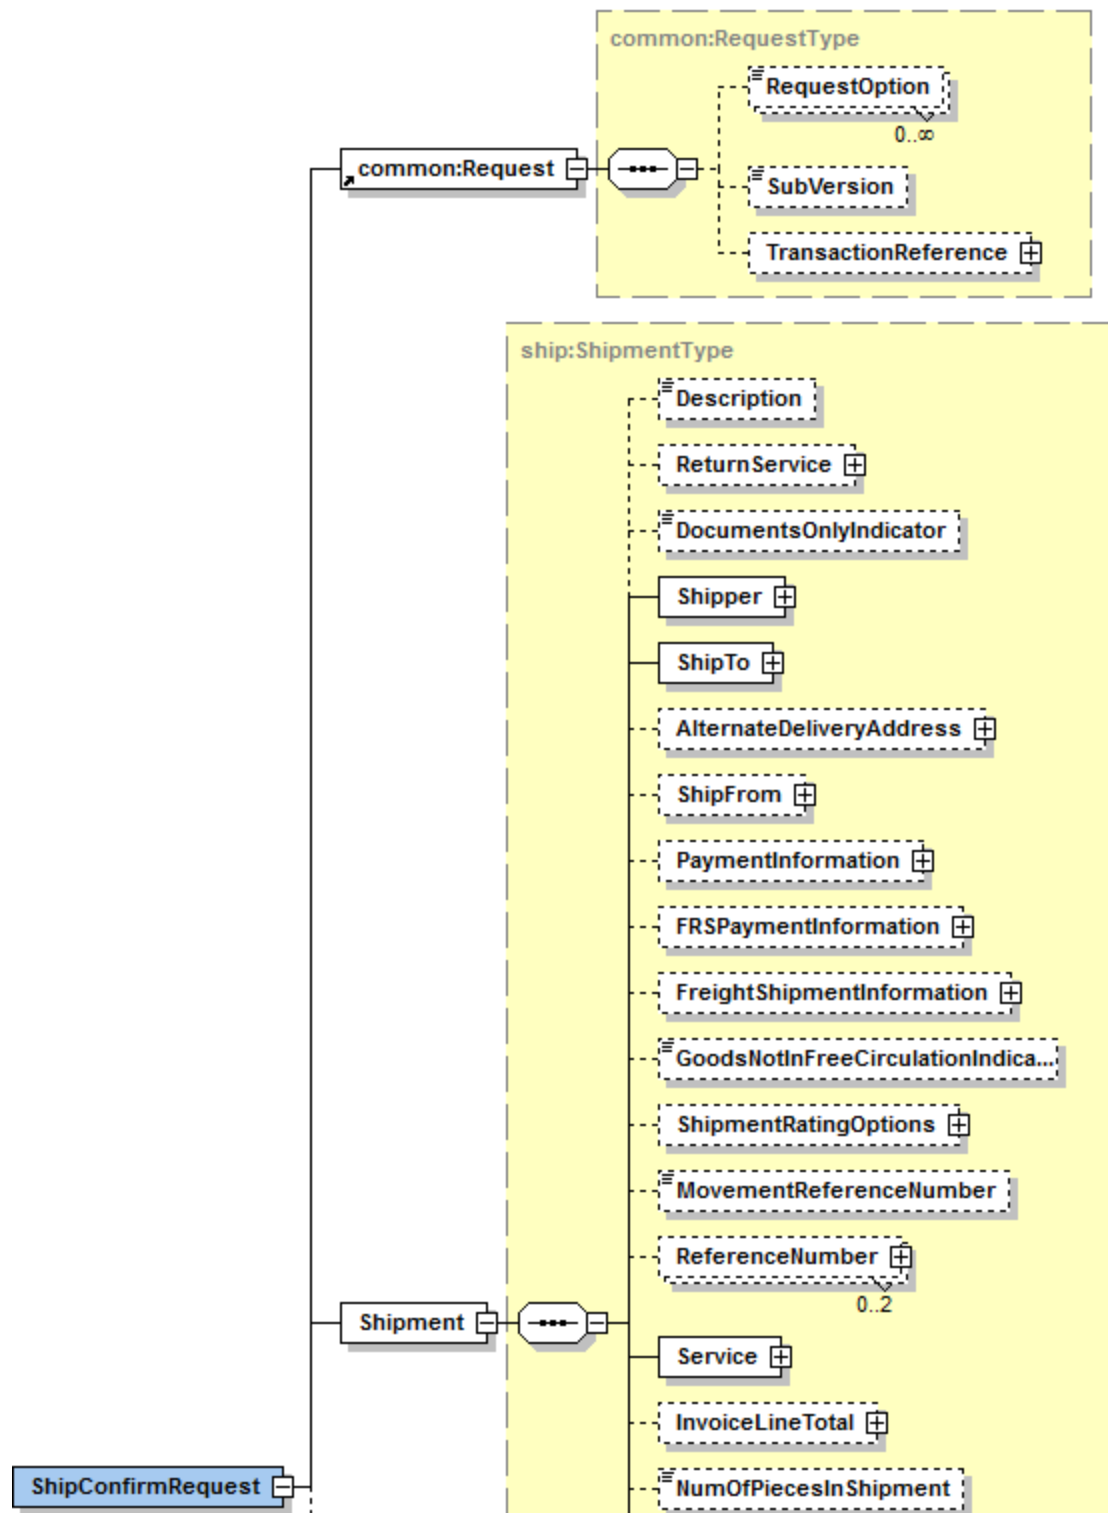 common:RequestType
RequestOption
0..∞
common:Request
SubVersion
TransactionReference
ship:ShipmentType
Description
ReturnService
DocumentsOnlyIndicator
Shipper
ShipTo
AlternateDeliveryAddress
ShipFrom
PaymentInformation
FRSPaymentInformation
FreightShipmentInformation
GoodsNotInFreeCirculationIndica...
ShipmentRatingOptions
MovementReferenceNumber
ReferenceNumber
0..2
Shipment
Service
InvoiceLineTotal
ShipConfirmRequest
NumOfPiecesInShipment